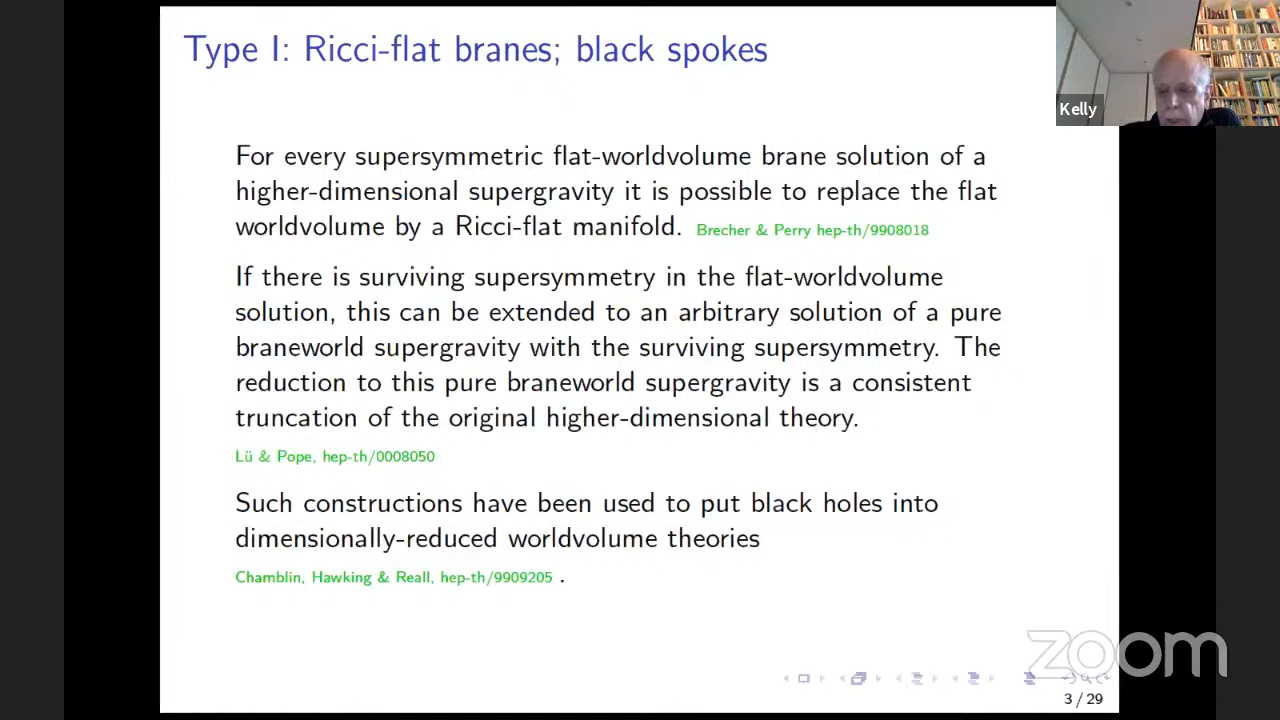 Type I: Ricci-flat branes; black spokes
Kelly
For every supersymmetric flat-worldvolume brane solution of a
higher-dimensional supergravity it is possible to replace the flat
worldvolume by a Ricci-flat manifold. Brecher & Perry hep-th/9908018
If there is surviving supersymmetry in the flat-worldvolume
solution, this can be extended to an arbitrary solution of a pure
braneworld supergravity with the surviving supersymmetry. The
reduction to this pure braneworld supergravity is a consistent
truncation of the original higher-dimensional theory.
Lü & Pope, hep-th/0008050
Such constructions have been used to put black holes into
dimensionally-reduced worldvolume theories
Chamblin, Hawking & Reall, hep-th/9909205 .
zoom
3 / 29